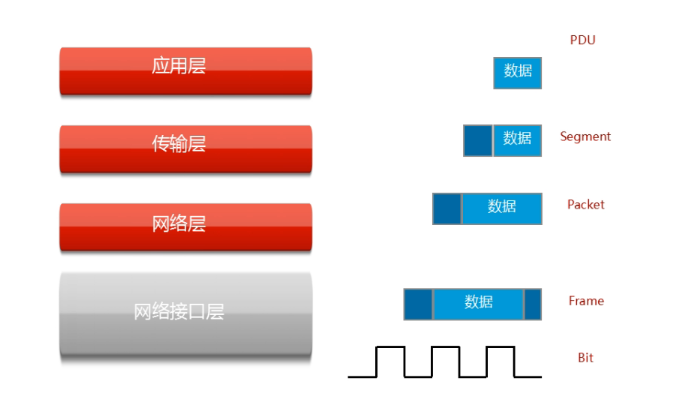 PDU
应用层
数据
传输层
数据
Segment
网络层
数据
Packet
网络接口层
数据
Frame
Bit